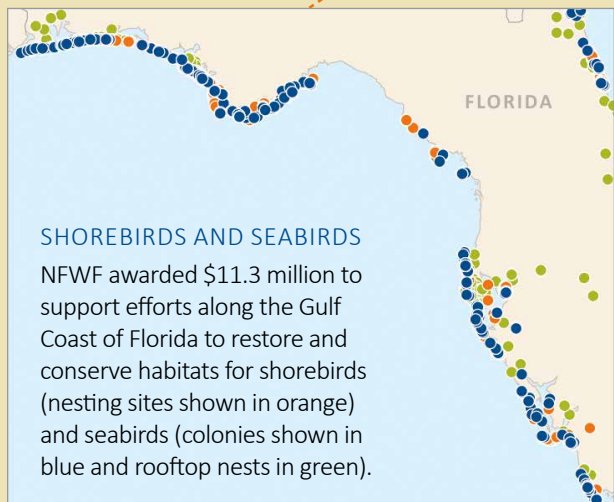 FLORIDA
SHOREBIRDS AND SEABIRDS
NFWF awarded $11.3 million to
support efforts along the Gulf
Coast of Florida to restore and
conserve habitats for shorebirds
(nesting sites shown in orange)
and seabirds (colonies shown in
blue and rooftop nests in green).